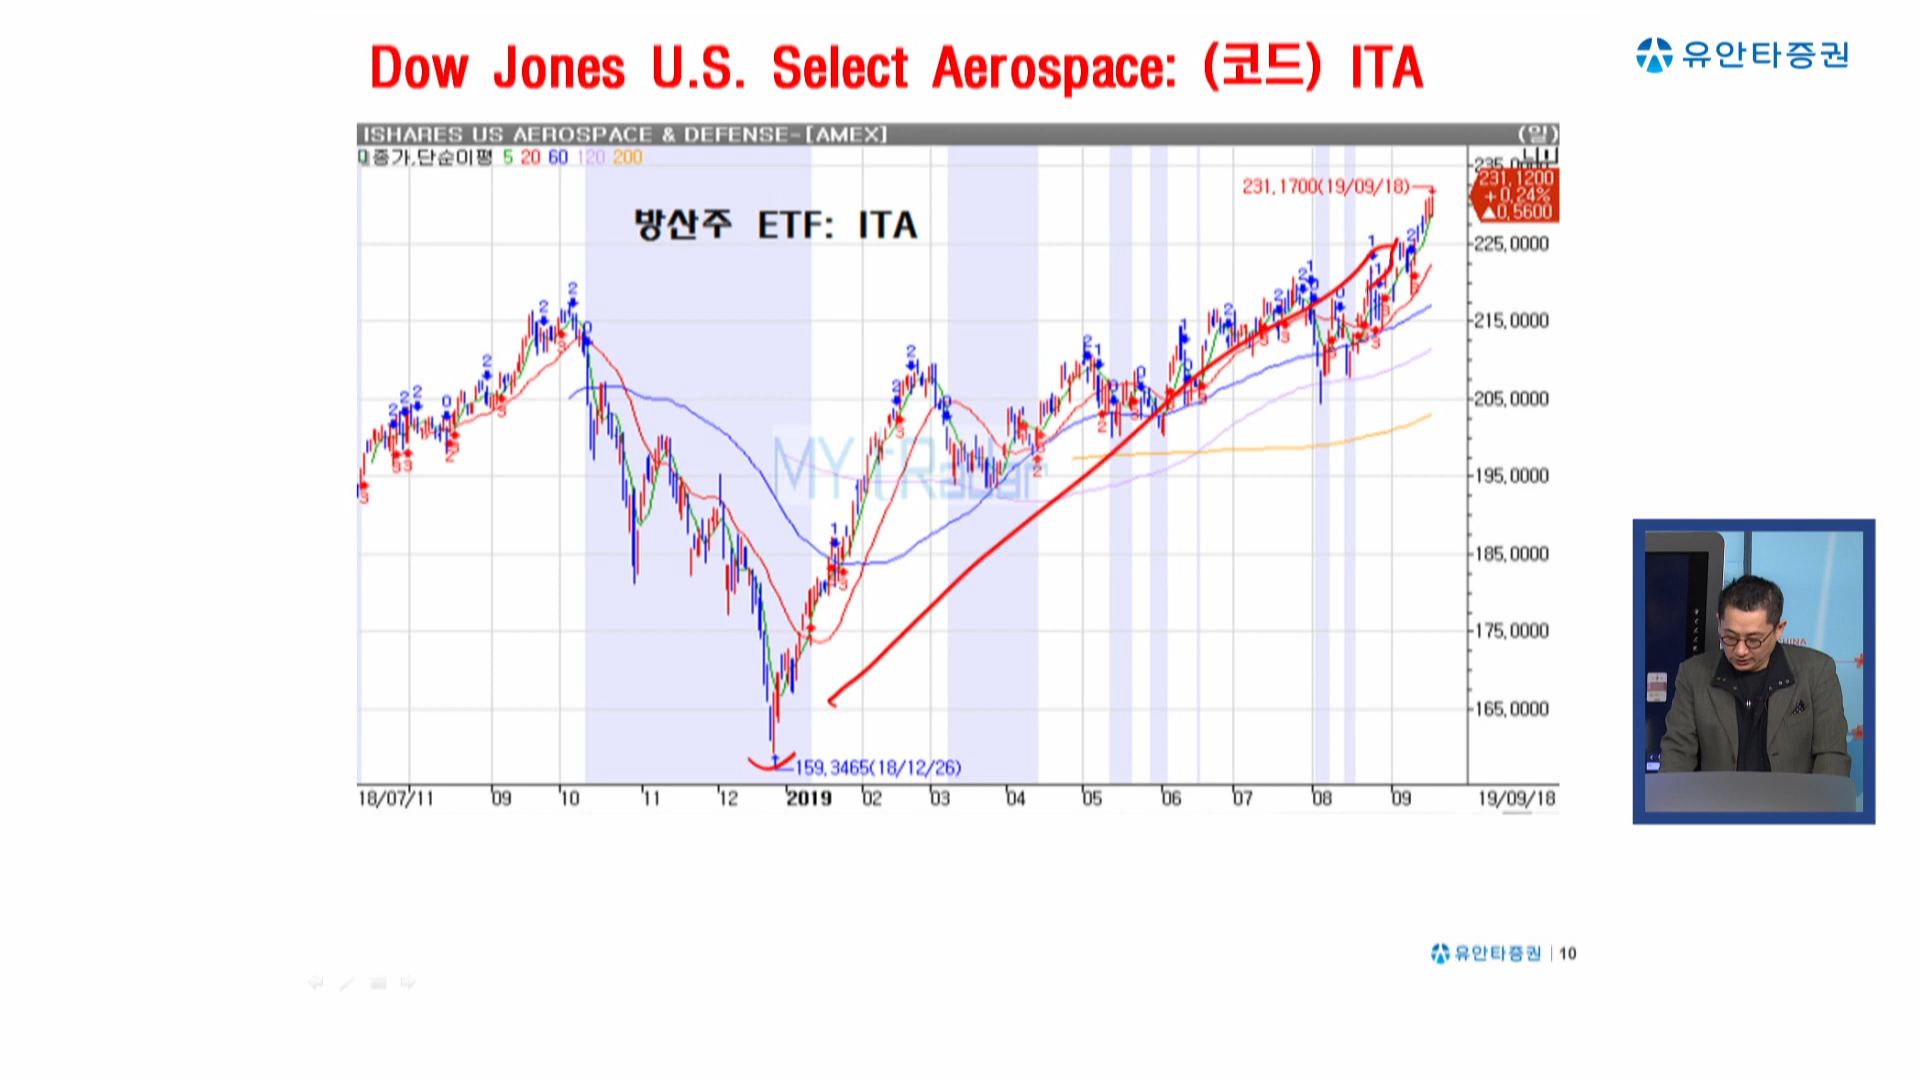 Dow Jones U.S. Select Aerospace: (코드) ITA
유안타증권
ISHARES US AEROSPACE & DEFENSE-[AMEX] (일)
종가,단순이평 5 20 60 120 200
방산주 ETF: ITA
231,1700(19/09/18)
235,0000
231,1200
+0,24%
▲0,5600
225,0000
215,0000
205,0000
195,0000
185,0000
175,0000
165,0000
MY tRadar
159,3465(18/12/26)
18/07/11 09 10 11 12 2019 02 03 04 05 06 07 08 09 19/09/18
유안타증권 | 10